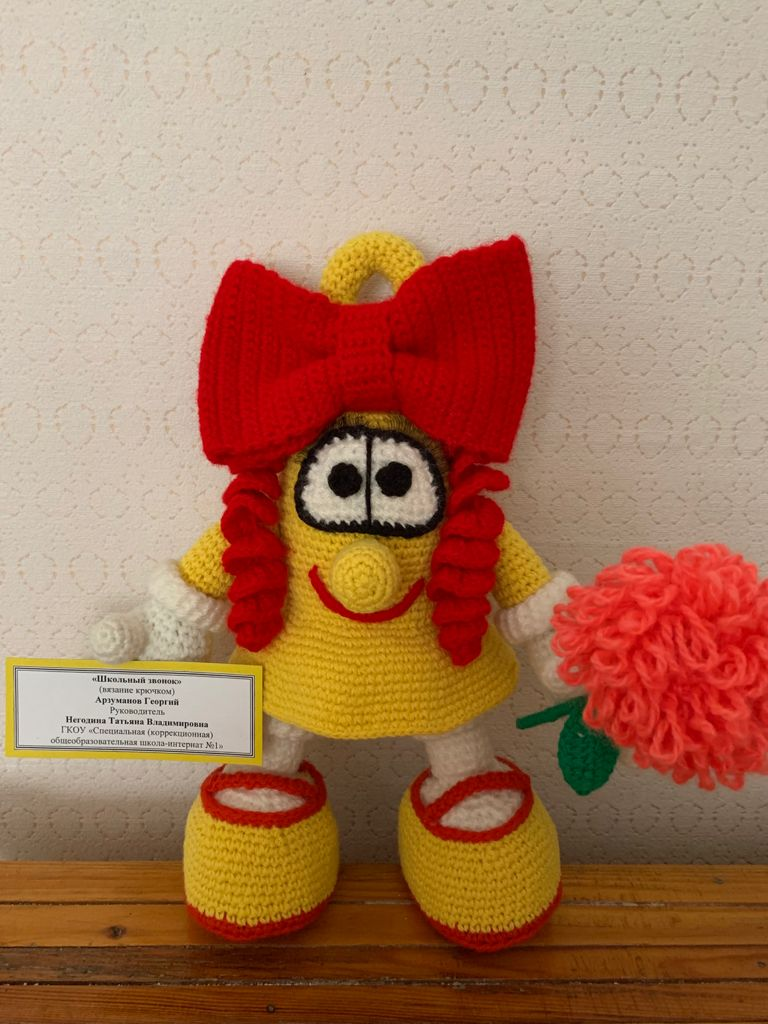 «Школьный звонок»
(вязание крючком)
Арзуманов Георгий
Руководитель
Негодина Татьяна Владимировна
ГКОУ «Специальная (коррекционная)
общеобразовательная школа-интернат №1»